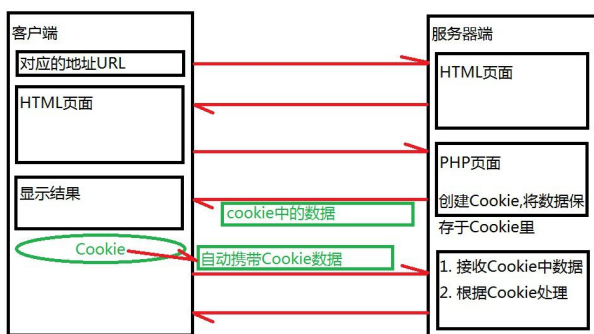 客户端
对应的地址URL
HTML页面
显示结果
Cookie
cookie中的数据
自动携带Cookie数据
服务器端
HTML页面
PHP页面
创建Cookie,将数据保
存于Cookie里
1. 接收Cookie中数据
2. 根据Cookie处理